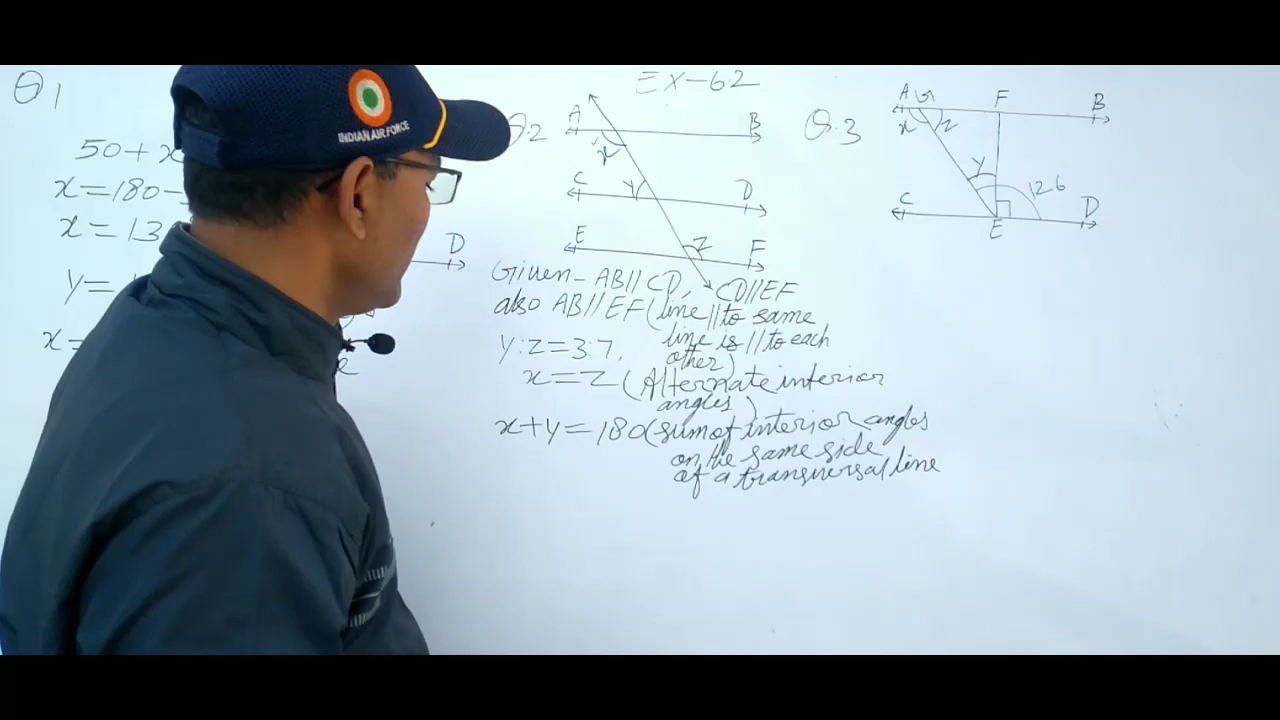 Q 1
50 + x
x = 180 -
x = 13
y =
x =
D
INDIAN AIR FORCE
EX-6.2
Q.2
A
B
x
C
y
D
E
z
F
Given - AB// CD, CD//EF
also AB// EF (line // to same
line is // to each
other)
y:z=3:7,
x=z (Alternate interior
angles)
x+y=180(sum of interior angles
on the same side
of a transversal line
Q.3
A G F B
x z
y
126
C D
E